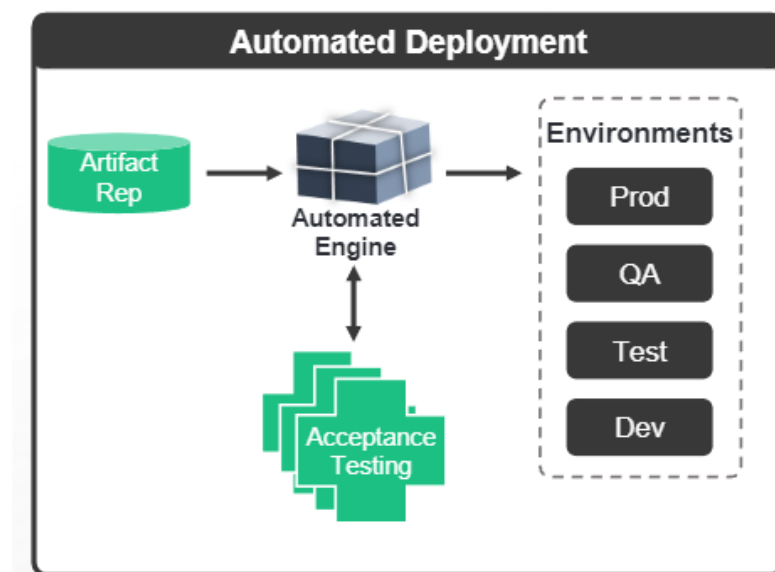 Automated Deployment
Artifact
Rep
Automated
Engine
Acceptance
Testing
Environments
Prod
QA
Test
Dev